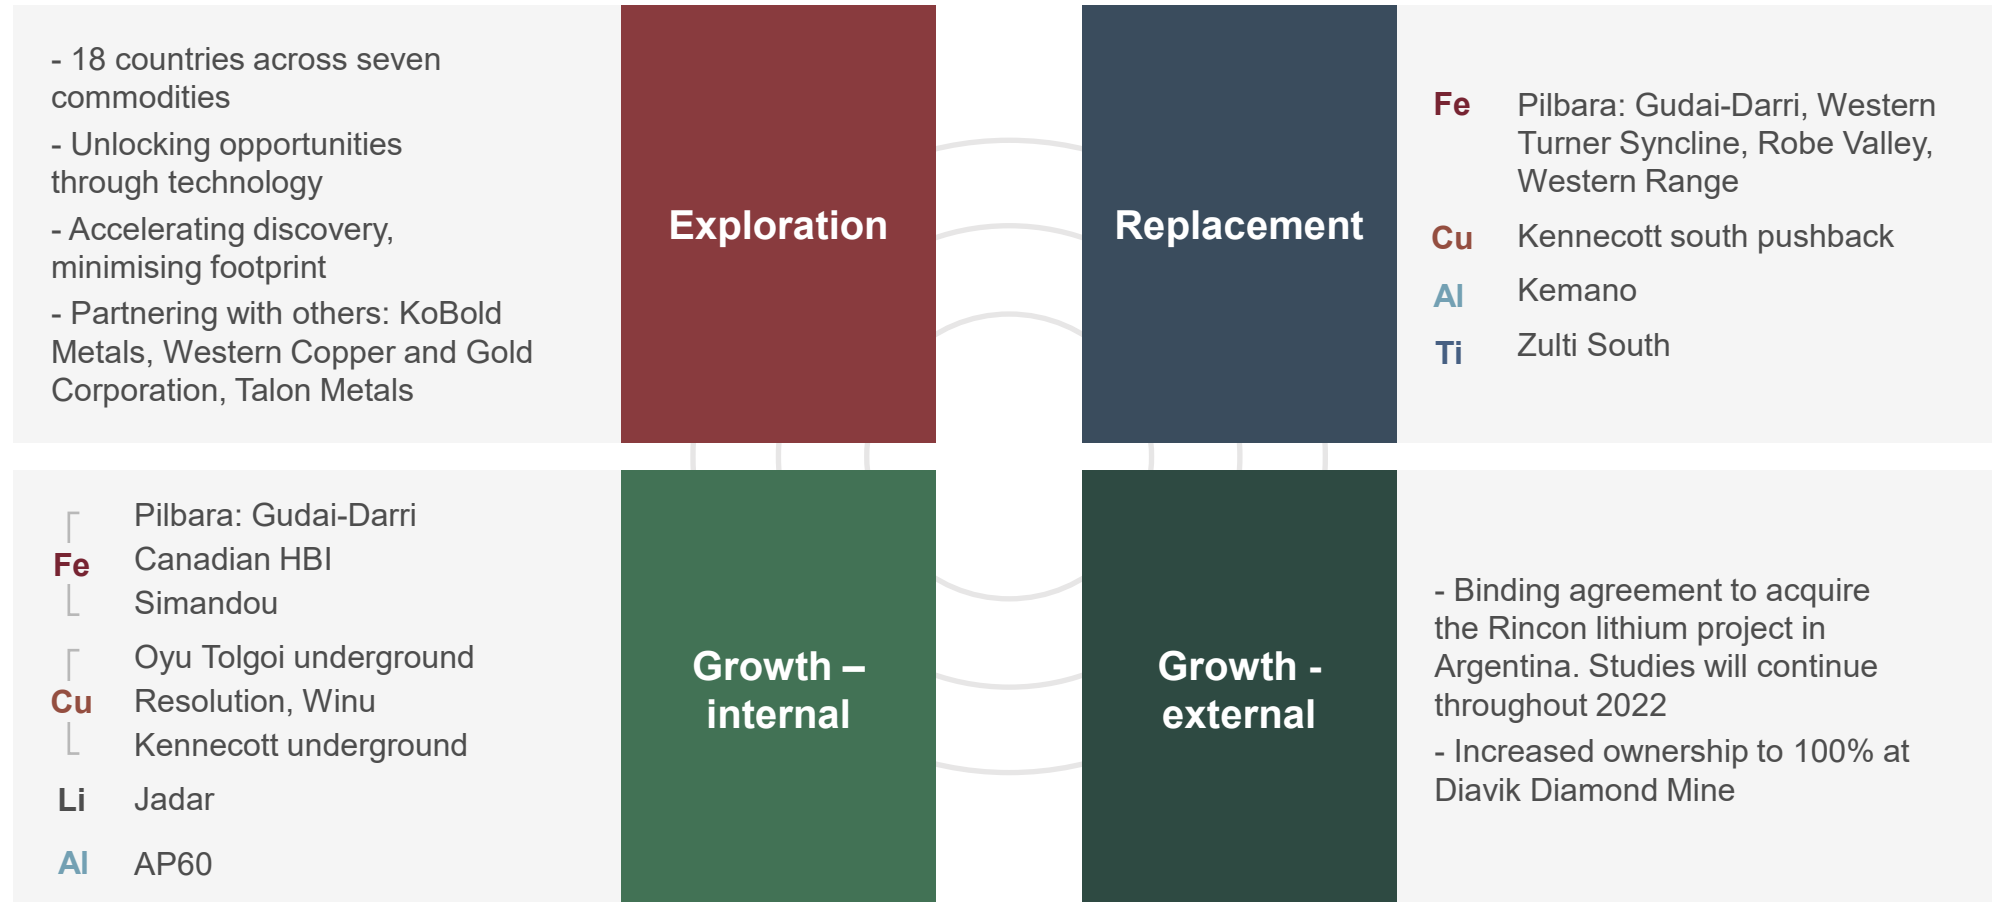 - 18 countries across seven
commodities
- Unlocking opportunities
through technology
- Accelerating discovery,
minimising footprint
- Partnering with others: KoBold
Metals, Western Copper and Gold
Corporation, Talon Metals
Exploration
Replacement
Fe Pilbara: Gudai-Darri, Western
Turner Syncline, Robe Valley,
Western Range
Cu Kennecott south pushback
Al Kemano
Ti Zulti South
Pilbara: Gudai-Darri
Fe Canadian HBI
Simandou
Oyu Tolgoi underground
Cu Resolution, Winu
Kennecott underground
Li Jadar
Al AP60
Growth –
internal
Growth -
external
- Binding agreement to acquire
the Rincon lithium project in
Argentina. Studies will continue
throughout 2022
- Increased ownership to 100% at
Diavik Diamond Mine